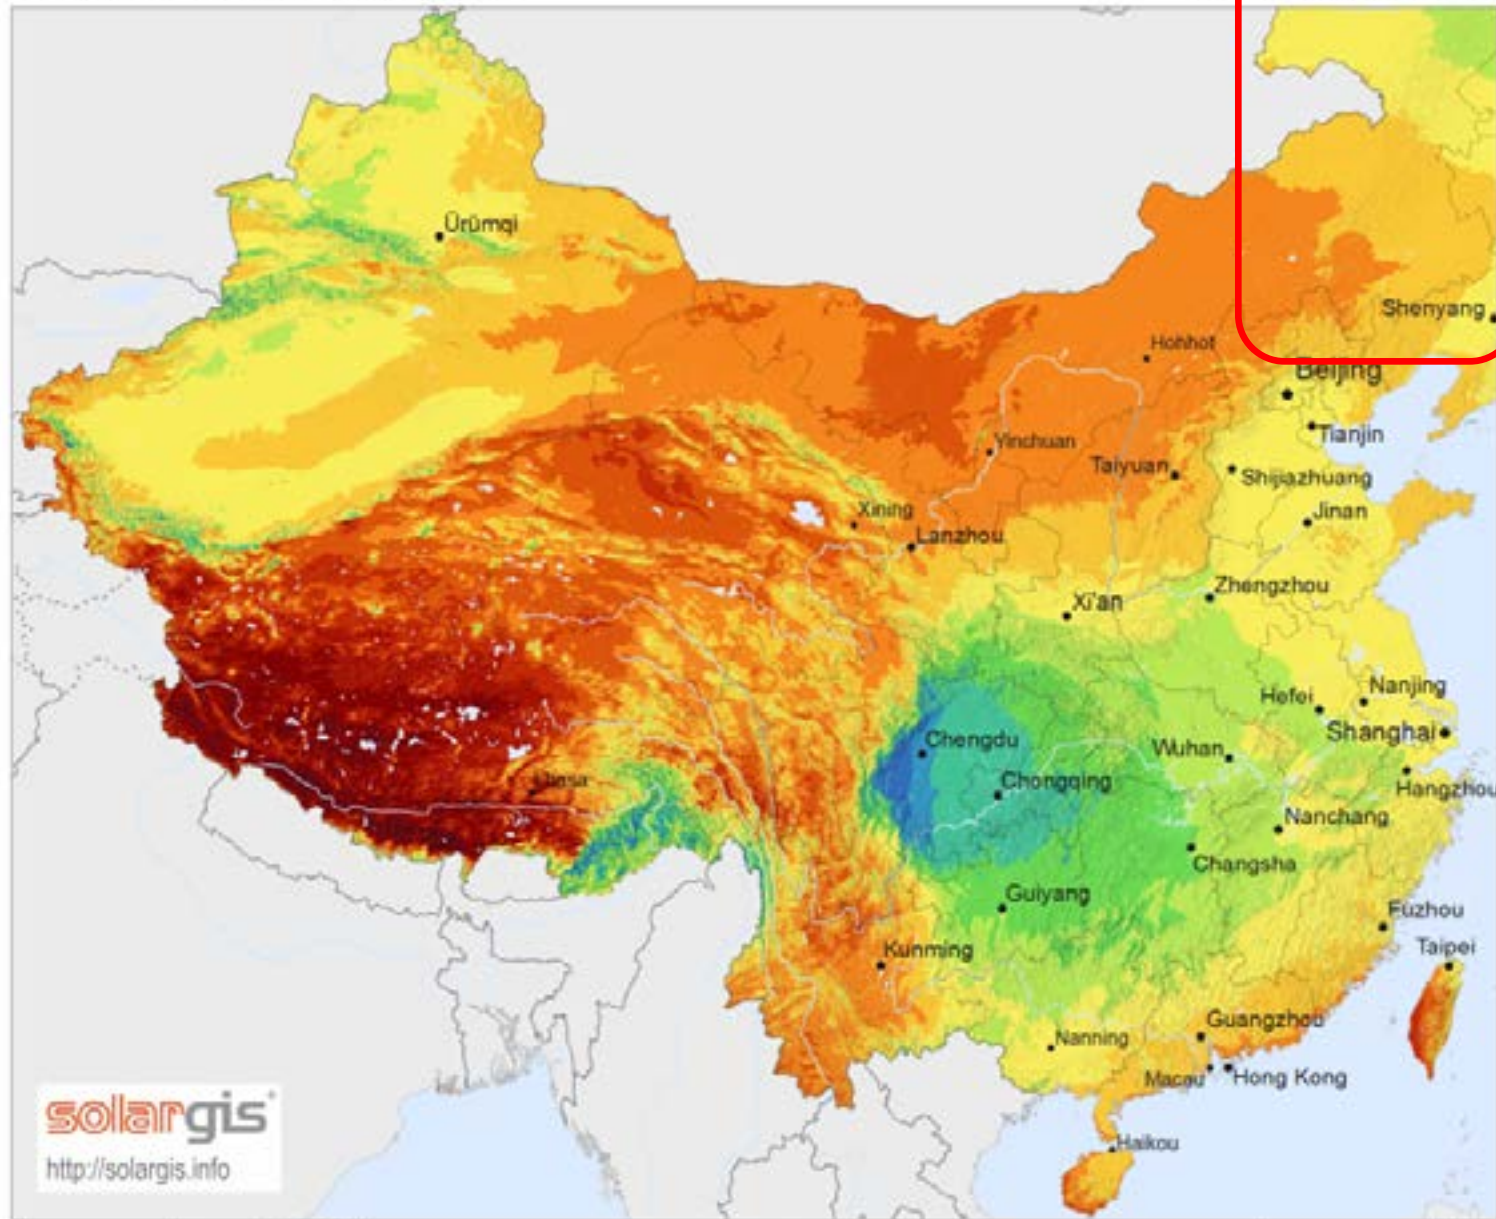 Ürümqi
Shenyang
Hohhot
Beijing
Tianjin
Yinchuan
Taiyuan
Shijiazhuang
Xining
Jinan
Lanzhou
Zhengzhou
Xi'an
Nanjing
Hefei
Shanghai
Chengdu
Wuhan
Chongqing
Hangzhou
Lhasa
Nanchang
Changsha
Guiyang
Fuzhou
Kunming
Taipei
Guangzhou
Nanning
Macau
Hong Kong
solargis
Haikou
http://solargis.info